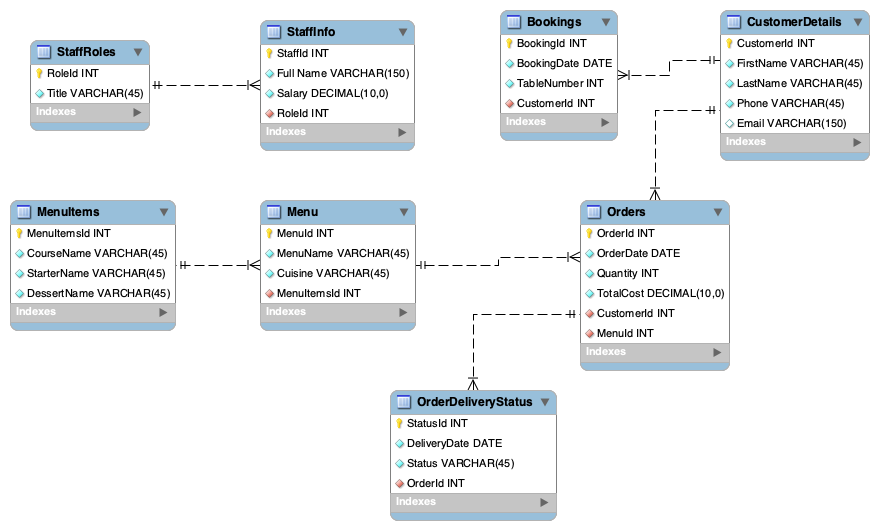 StaffRoles
RoleId INT
Title VARCHAR(45)
Indexes
StaffInfo
StaffId INT
Full Name VARCHAR(150)
Salary DECIMAL(10,0)
RoleId INT
Indexes
Bookings
BookingId INT
BookingDate DATE
TableNumber INT
CustomerId INT
Indexes
CustomerDetails
CustomerId INT
FirstName VARCHAR(45)
LastName VARCHAR(45)
Phone VARCHAR(45)
Email VARCHAR(150)
Indexes
MenuItems
MenuItemsId INT
CourseName VARCHAR(45)
StarterName VARCHAR(45)
DessertName VARCHAR(45)
Indexes
Menu
MenuId INT
MenuName VARCHAR(45)
Cuisine VARCHAR(45)
MenuItemsId INT
Indexes
Orders
OrderId INT
OrderDate DATE
Quantity INT
TotalCost DECIMAL(10,0)
CustomerId INT
MenuId INT
Indexes
OrderDeliveryStatus
StatusId INT
DeliveryDate DATE
Status VARCHAR(45)
OrderId INT
Indexes